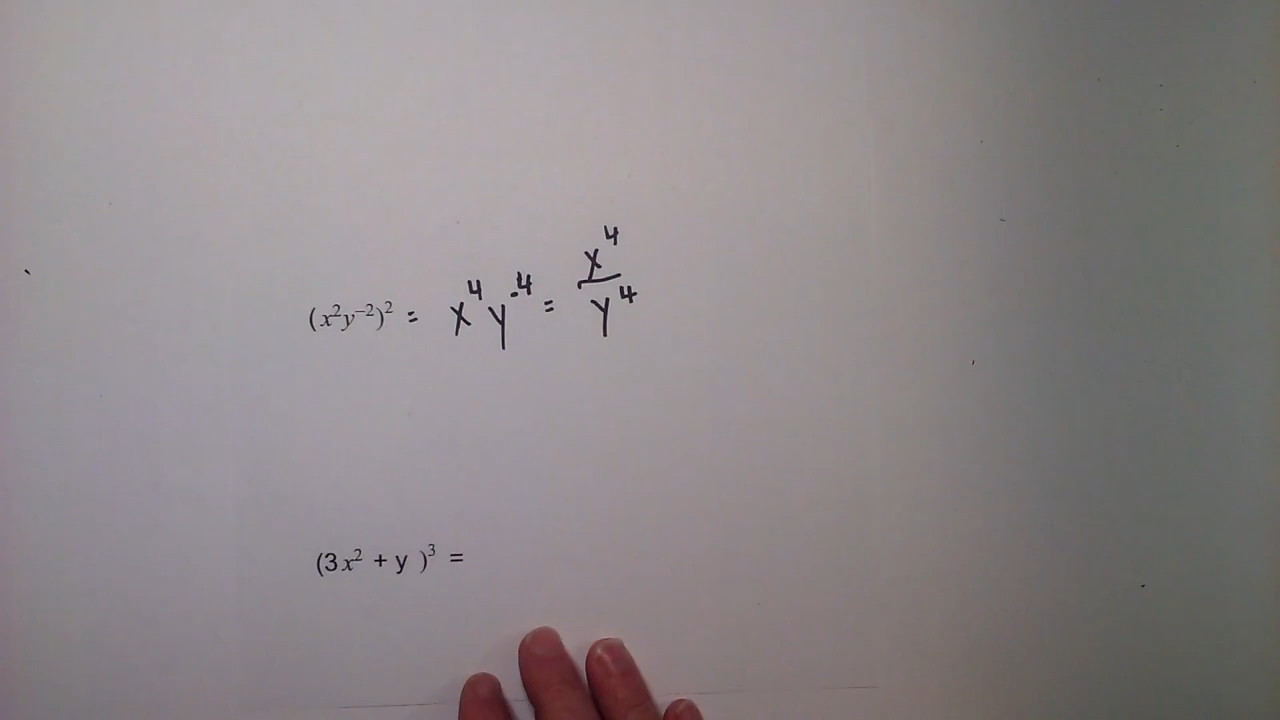 (x²y⁻²)² = x⁴y⁻⁴ = x⁴/y⁴
(3x² + y )³ =